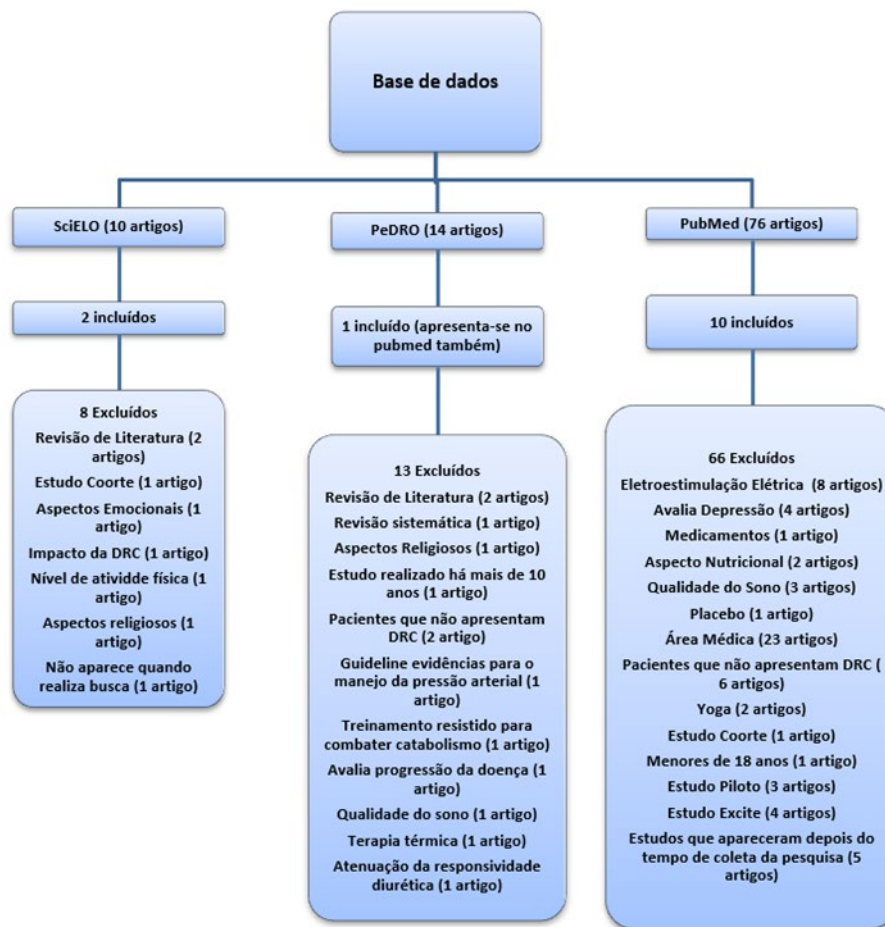 Base de dados
SciELO (10 artigos)
2 incluídos
8 Excluídos
Revisão de Literatura (2
artigos)
Estudo Coorte (1 artigo)
Aspectos Emocionais (1
artigo)
Impacto da DRC (1 artigo)
Nível de atividde física (1
artigo)
Aspectos religiosos (1
artigo)
Não aparece quando
realiza busca (1 artigo)
PeDRO (14 artigos)
1 incluído (apresenta-se no
pubmed também)
13 Excluídos
Revisão de Literatura (2 artigos)
Revisão sistemática (1 artigo)
Aspectos Religiosos (1 artigo)
Estudo realizado há mais de 10
anos (1 artigo)
Pacientes que não apresentam
DRC (2 artigo)
Guideline evidências para o
manejo da pressão arterial (1
artigo)
Treinamento resistido para
combater catabolismo (1 artigo)
Avalia progressão da doença (1
artigo)
Qualidade do sono (1 artigo)
Terapia térmica (1 artigo)
Atenuação da responsividade
diurética (1 artigo)
PubMed (76 artigos)
10 incluídos
66 Excluídos
Eletroestimulação Elétrica (8 artigos)
Avalia Depressão (4 artigos)
Medicamentos (1 artigo)
Aspecto Nutricional (2 artigos)
Qualidade do Sono (3 artigos)
Placebo (1 artigo)
Área Médica (23 artigos)
Pacientes que não apresentam DRC (
6 artigos)
Yoga (2 artigos)
Estudo Coorte (1 artigo)
Menores de 18 anos (1 artigo)
Estudo Piloto (3 artigos)
Estudo Excite (4 artigos)
Estudos que apareceram depois do
tempo de coleta da pesquisa (5
artigos)